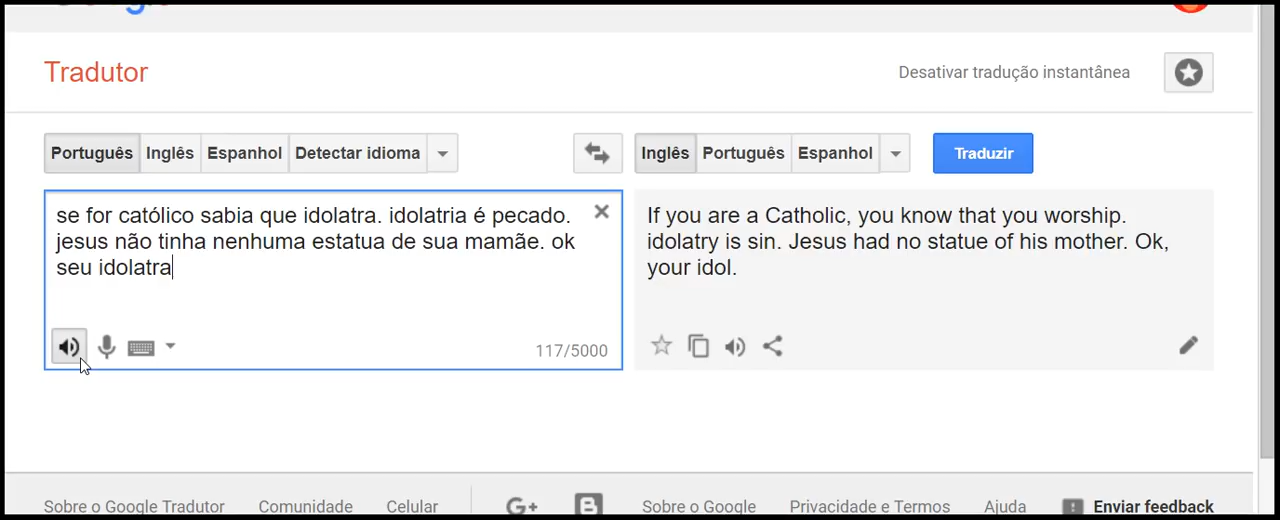 Tradutor
Desativar tradução instantânea
Português Inglês Espanhol Detectar idioma
Inglês Português Espanhol
Traduzir
se for católico sabia que idolatra. idolatria é pecado.
jesus não tinha nenhuma estatua de sua mamãe. ok
seu idolatra
117/5000
If you are a Catholic, you know that you worship.
idolatry is sin. Jesus had no statue of his mother. Ok,
your idol.
Sobre o Google Tradutor Comunidade Celular G+ Sobre o Google Privacidade e Termos Ajuda Enviar feedback